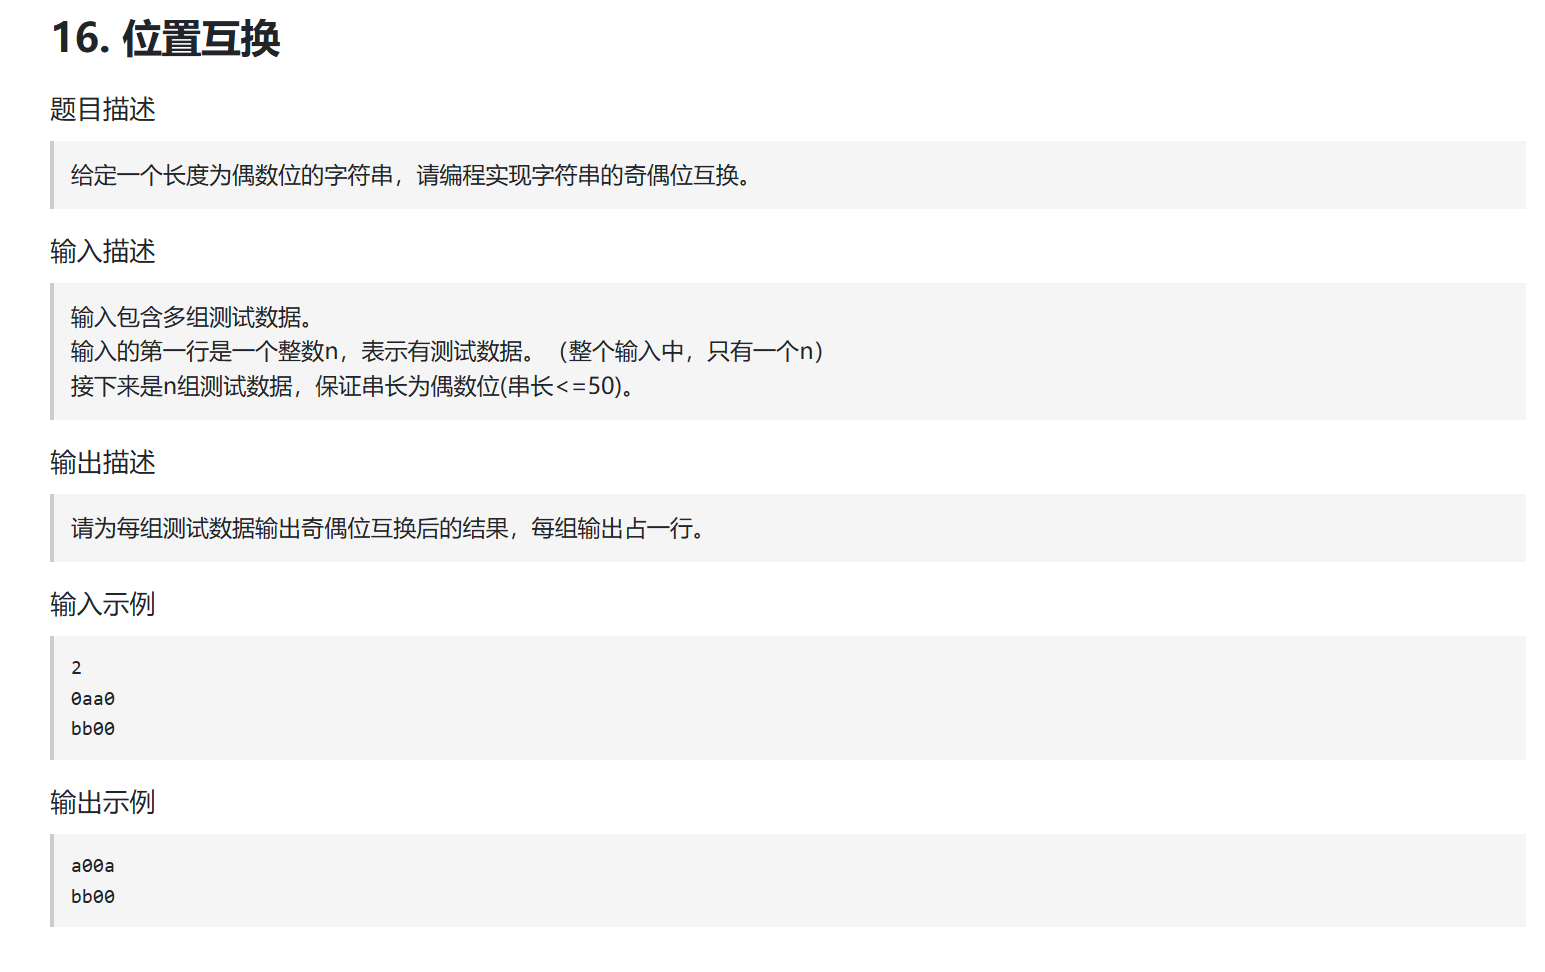 16. 位置互换
题目描述
给定一个长度为偶数位的字符串，请编程实现字符串的奇偶位互换。
输入描述
输入包含多组测试数据。
输入的第一行是一个整数n，表示有测试数据。（整个输入中，只有一个n）
接下来是n组测试数据，保证串长为偶数位(串长<=50)。
输出描述
请为每组测试数据输出奇偶位互换后的结果，每组输出占一行。
输入示例
2
0aa0
bb00
输出示例
a00a
bb00